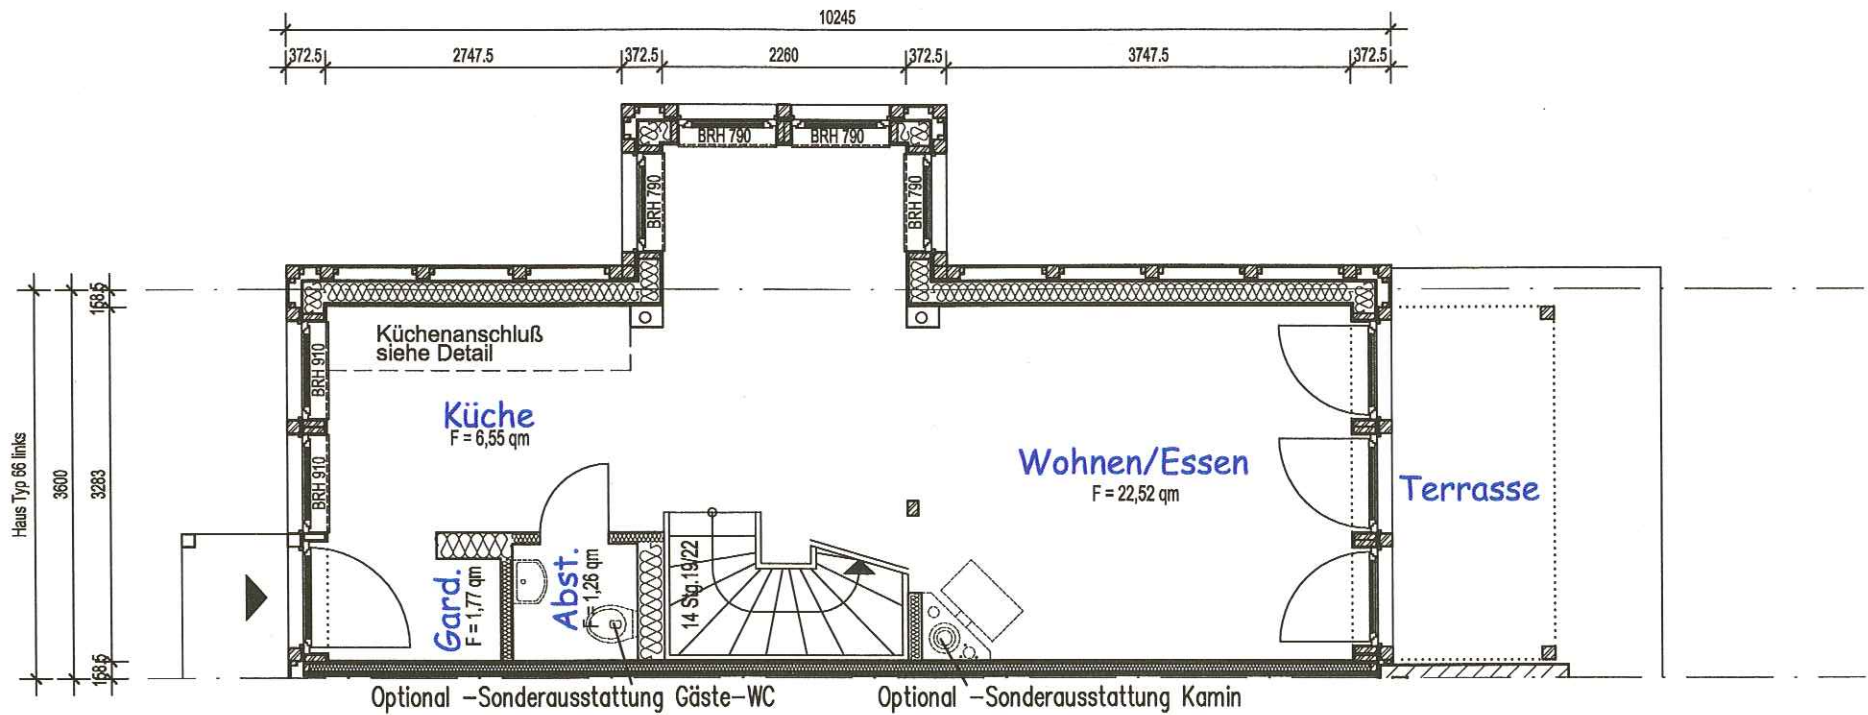 10245
372.5
2747.5
372.5
2260
372.5
3747.5
372.5
BRH 790
BRH 790
BRH 790
BRH 790
158.5
Küchenanschluß
siehe Detail
BRH 910
Küche
F = 6,55 qm
Haus Typ 66 links
3600
3283
BRH 910
Wohnen/Essen
F = 22,52 qm
Terrasse
Gard.
F = 1,77 qm
Abst.
F = 1,26 qm
14 Stg.19/22
158.5
Optional –Sonderausstattung Gäste–WC
Optional –Sonderausstattung Kamin